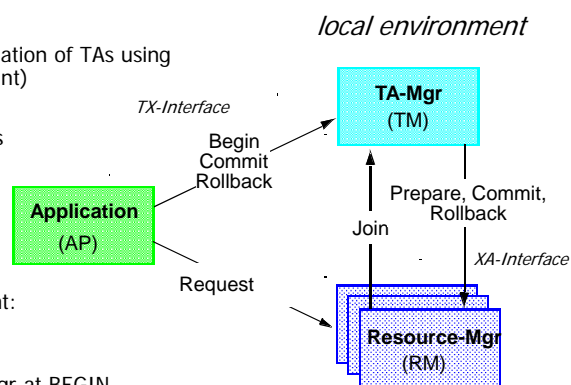 local environment
ation of TAs using
nt)
TX-Interface
TA-Mgr
(TM)
s
Begin
Commit
Rollback
Application
(AP)
Prepare, Commit,
Rollback
Join
XA-Interface
Request
t:
Resource-Mgr
(RM)
gr at BEGIN